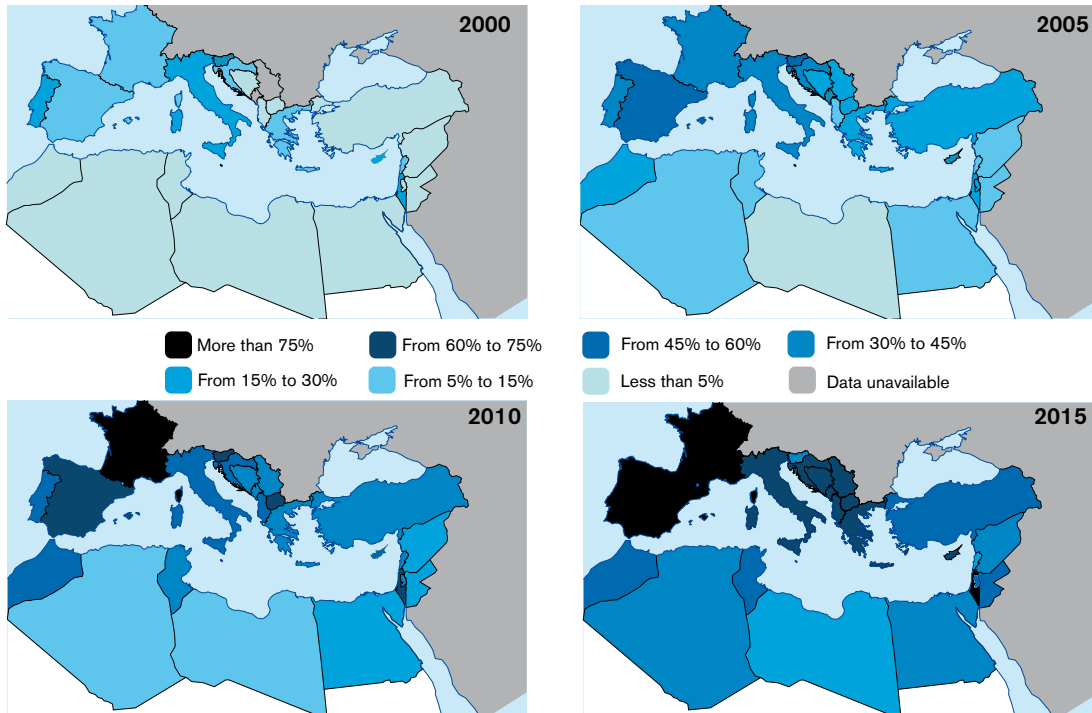 2000
2005
More than 75%
From 60% to 75%
From 45% to 60%
From 30% to 45%
From 15% to 30%
From 5% to 15%
Less than 5%
Data unavailable
2010
2015